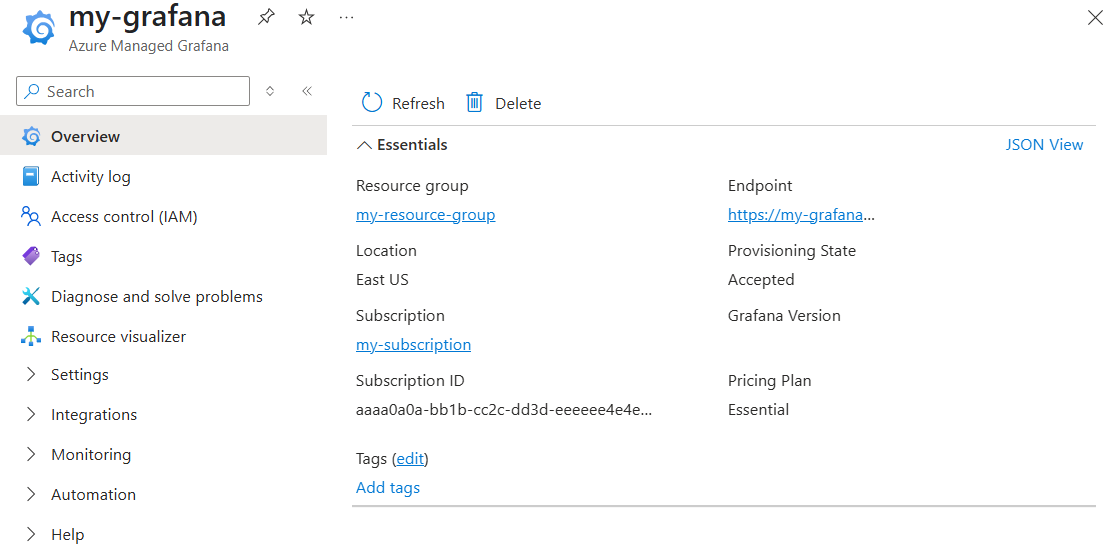 my-grafana
Azure Managed Grafana
Search
Overview
Activity log
Access control (IAM)
Tags
Diagnose and solve problems
Resource visualizer
Settings
Integrations
Monitoring
Automation
Help
Refresh Delete
Essentials JSON View
Resource group
my-resource-group
Location
East US
Subscription
my-subscription
Subscription ID
aaaa0a0a-bb1b-cc2c-dd3d-eeeeee4e4e...
Tags (edit)
Add tags
Endpoint
https://my-grafana...
Provisioning State
Accepted
Grafana Version
Pricing Plan
Essential